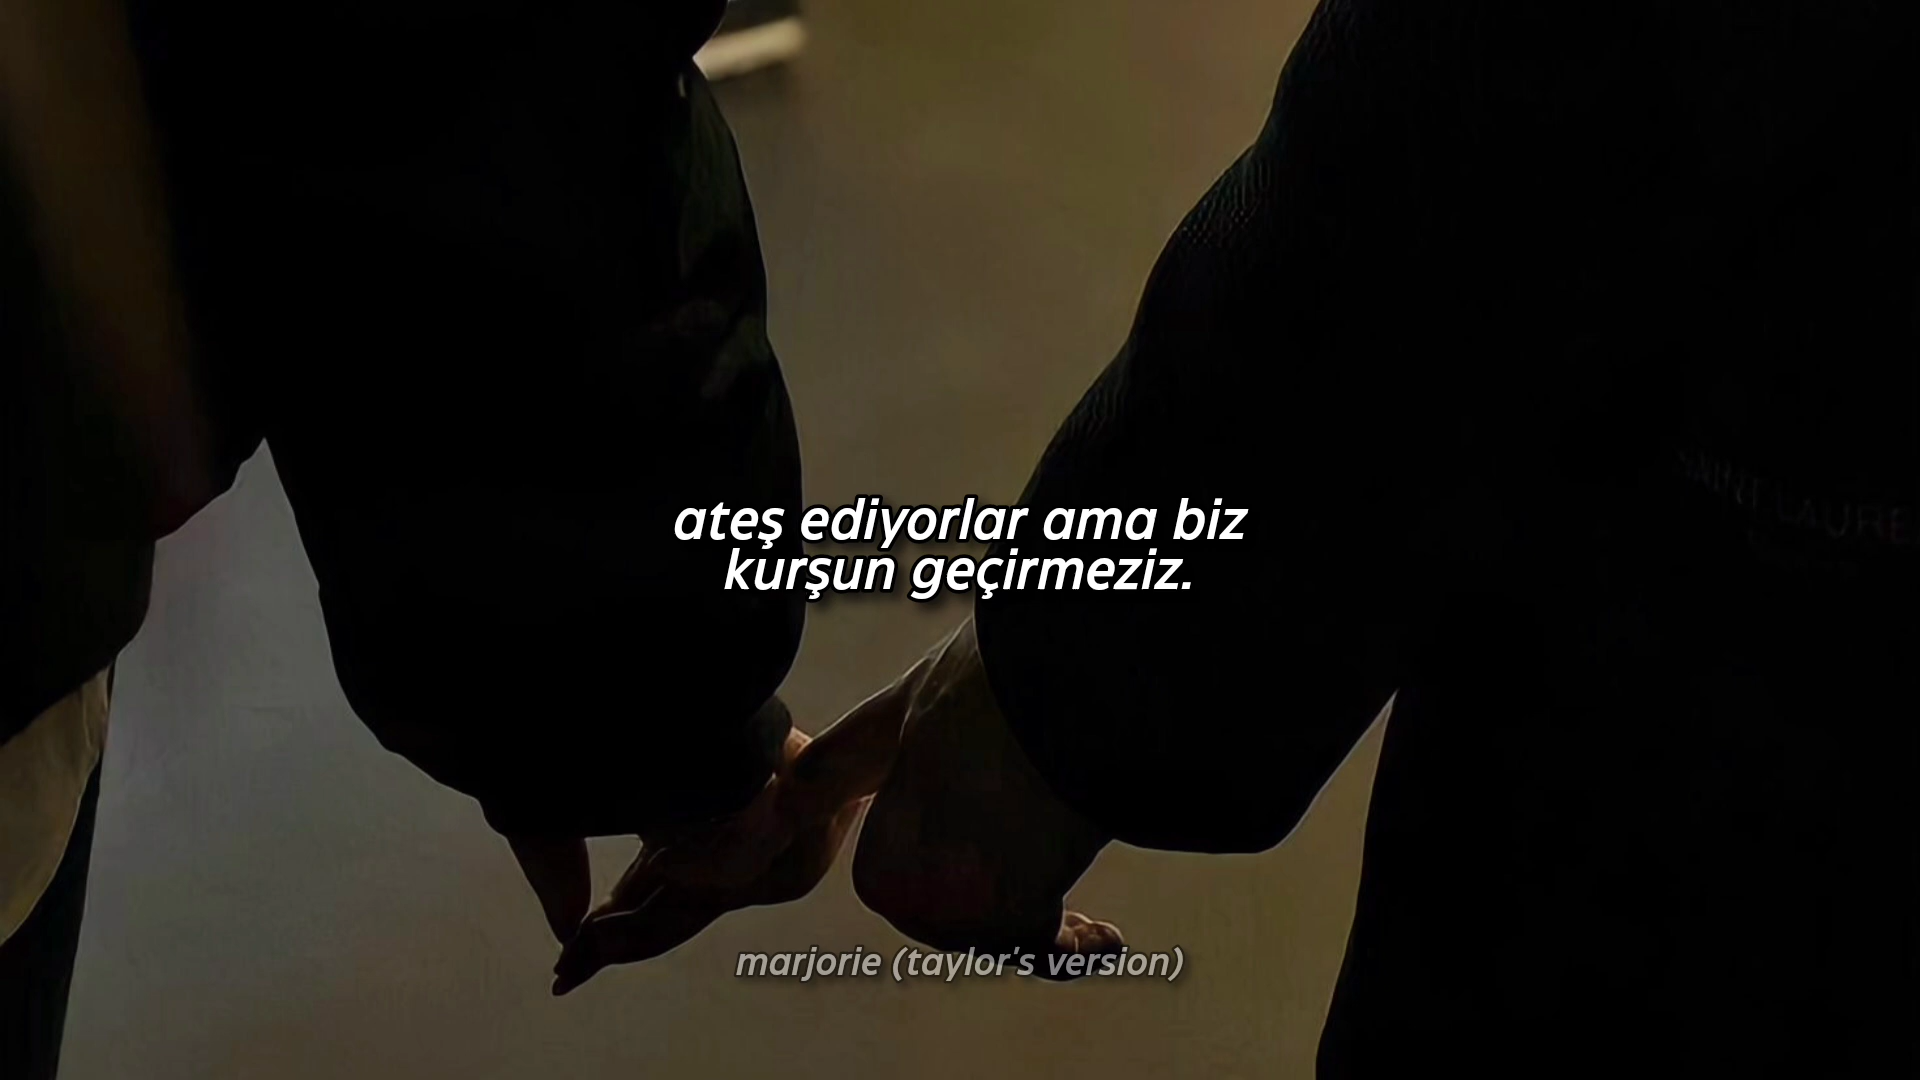 ateş ediyorlar ama biz
kurşun geçirmeziz.
marjorie (taylor's version)